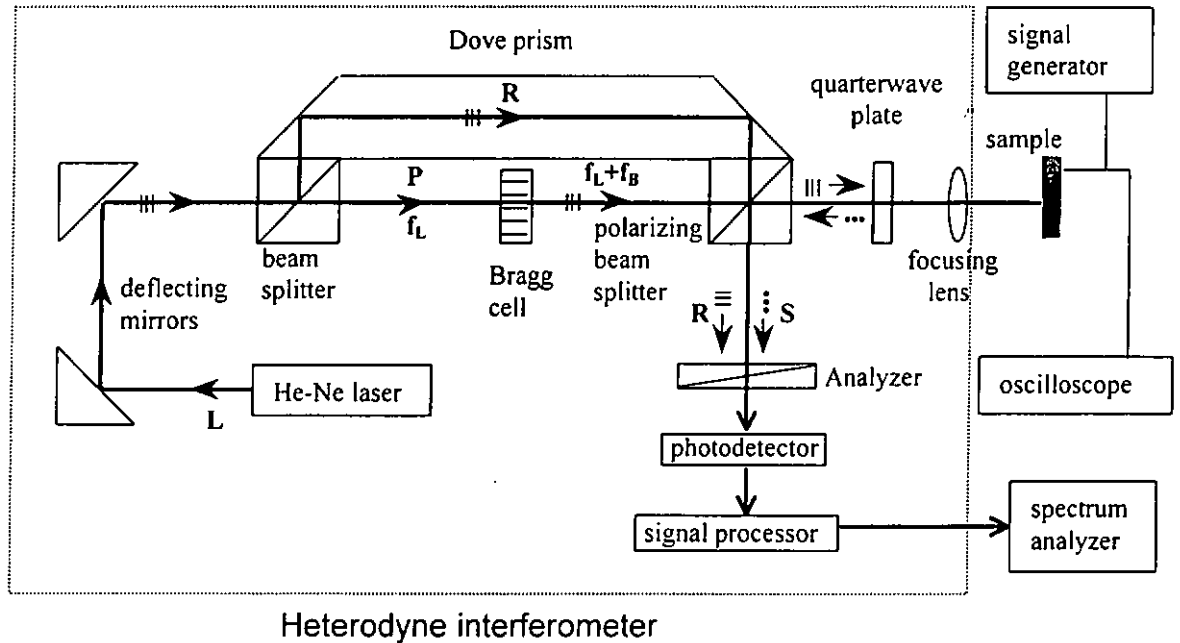 Dove prism
signal
generator
R
quarterwave
plate
sample
P
f_L
f_L+f_B
beam
splitter
Bragg
cell
polarizing
beam
splitter
focusing
lens
deflecting
mirrors
R
S
Analyzer
He-Ne laser
L
oscilloscope
photodetector
signal processor
spectrum
analyzer
Heterodyne interferometer